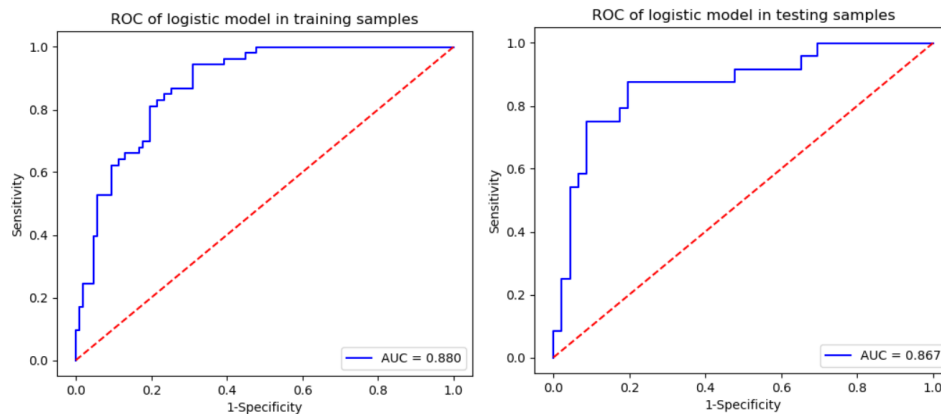 ROC of logistic model in training samples
1.0
0.8
0.6
0.4
0.2
0.0
Sensitivity
0.0 0.2 0.4 0.6 0.8 1.0
1-Specificity
AUC = 0.880
ROC of logistic model in testing samples
1.0
0.8
0.6
0.4
0.2
0.0
Sensitivity
0.0 0.2 0.4 0.6 0.8 1.0
1-Specificity
AUC = 0.867